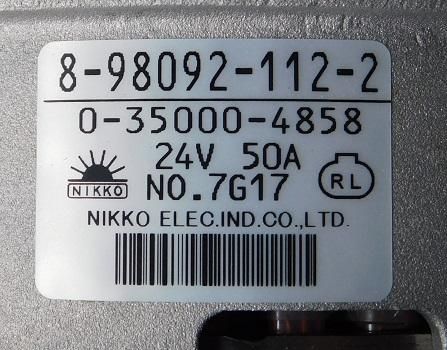 8-98092-112-2
0-35000-4858
24V 50A
NIKKO
NO.7G17
RL
NIKKO ELEC.IND.CO.,LTD.